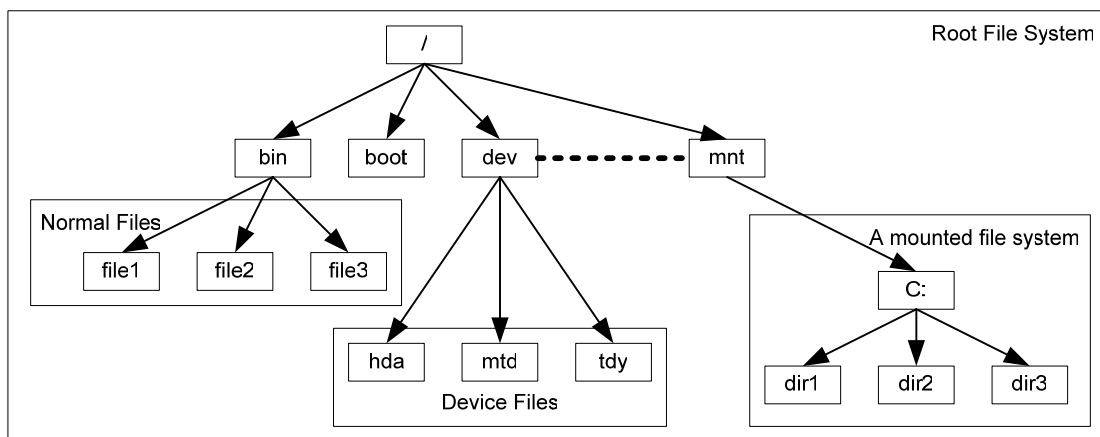 /
Root File System
bin
boot
dev
mnt
Normal Files
file1
file2
file3
A mounted file system
C:
hda
mtd
tdy
Device Files
dir1
dir2
dir3